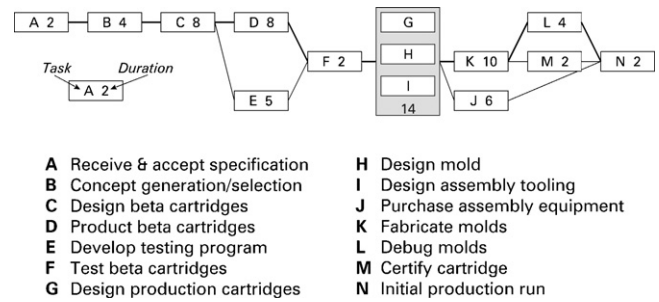 A 2
B 4
C 8
D 8
G
L 4
H
F 2
K 10
M 2
N 2
Task
Duration
A 2
I
E 5
J 6
14
A Receive & accept specification
B Concept generation/selection
C Design beta cartridges
D Product beta cartridges
E Develop testing program
F Test beta cartridges
G Design production cartridges
H Design mold
I Design assembly tooling
J Purchase assembly equipment
K Fabricate molds
L Debug molds
M Certify cartridge
N Initial production run